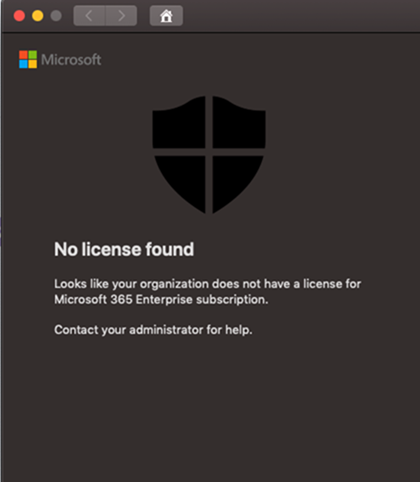 Microsoft
No license found
Looks like your organization does not have a license for
Microsoft 365 Enterprise subscription.
Contact your administrator for help.